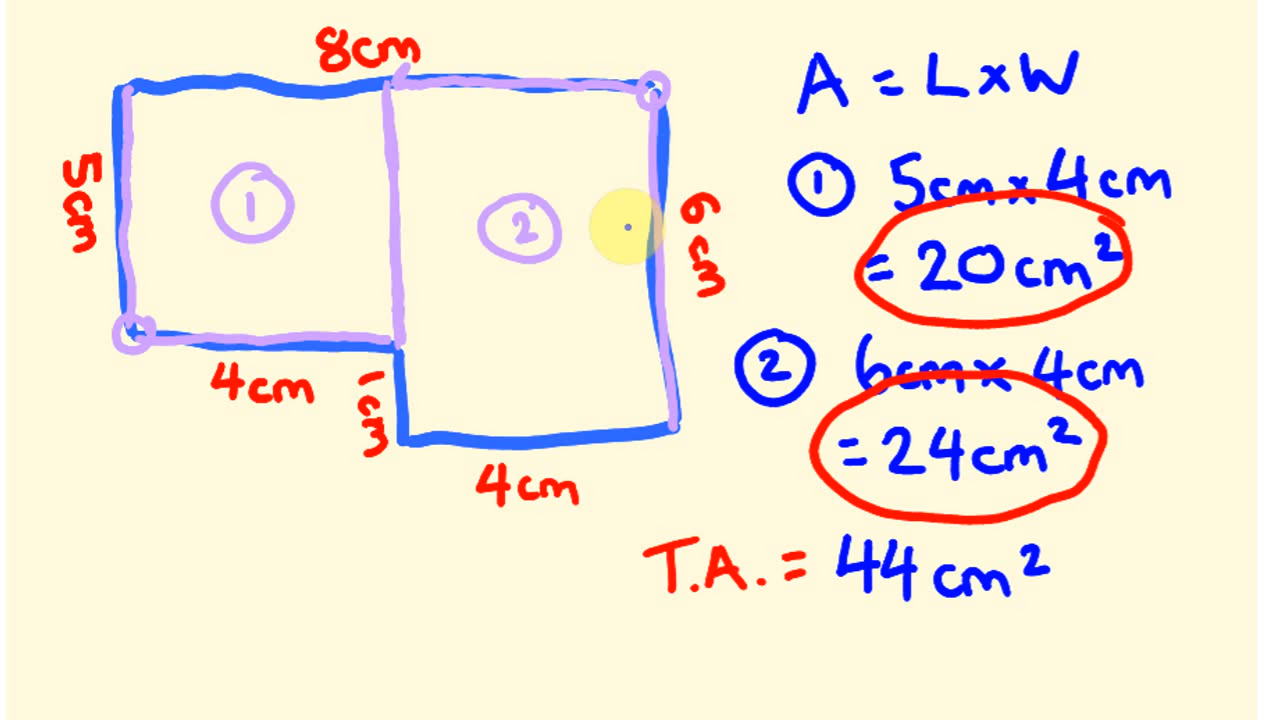 8cm
A = L x W
5cm
1
2
6cm
① 5cm x 4cm
= 20cm²
4cm
1cm
② 6cm x 4cm
= 24cm²
4cm
T.A. = 44cm²